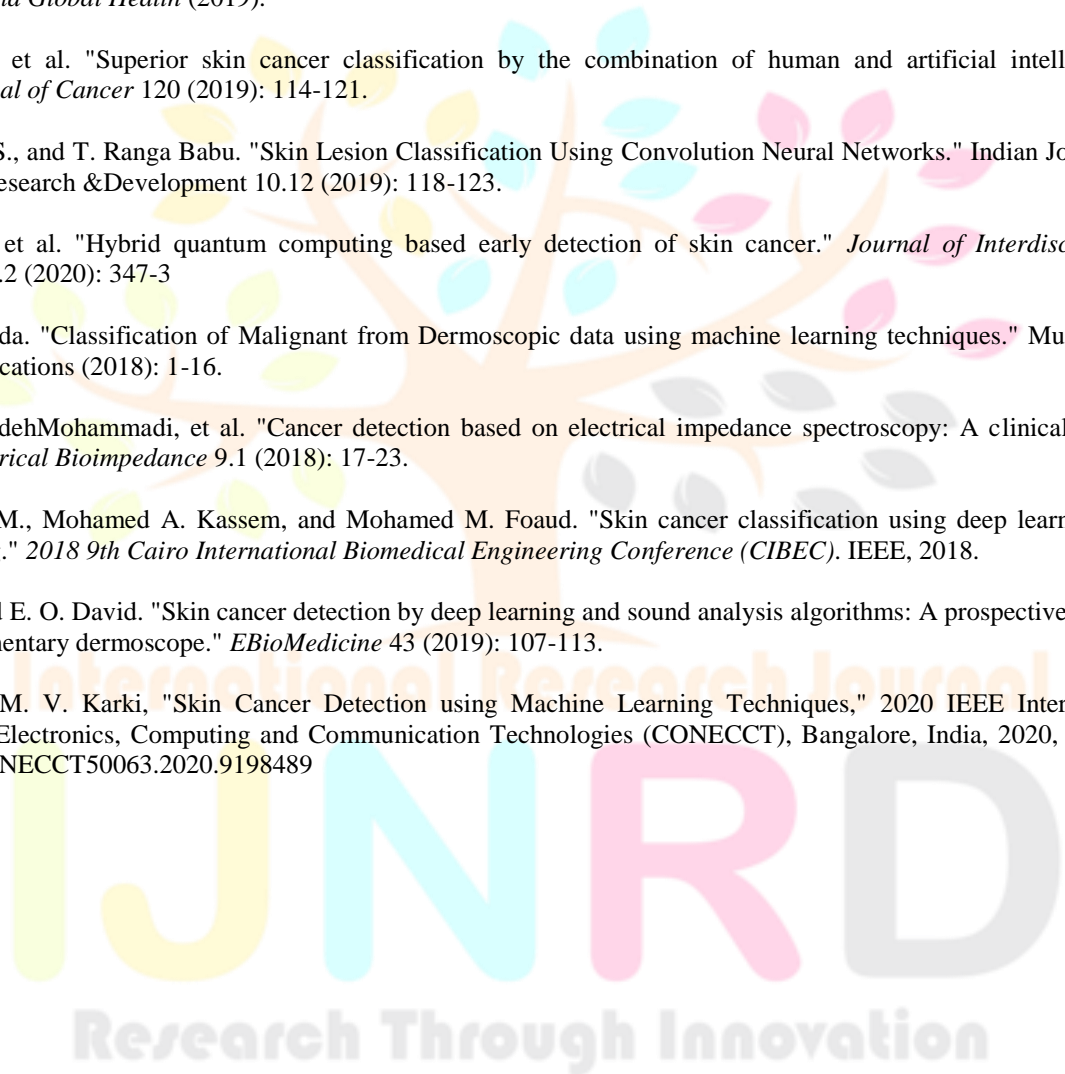 and Global Health (2019).
et al. "Superior skin cancer classification by the combination of human and artificial intell
al of Cancer 120 (2019): 114-121.
S., and T. Ranga Babu. "Skin Lesion Classification Using Convolution Neural Networks." Indian Jo
esearch &Development 10.12 (2019): 118-123.
et al. "Hybrid quantum computing based early detection of skin cancer." Journal of Interdisc
.2 (2020): 347-3
da. "Classification of Malignant from Dermoscopic data using machine learning techniques." Mu
cations (2018): 1-16.
dehMohammadi, et al. "Cancer detection based on electrical impedance spectroscopy: A clinical
rical Bioimpedance 9.1 (2018): 17-23.
M., Mohamed A. Kassem, and Mohamed M. Foaud. "Skin cancer classification using deep learn
." 2018 9th Cairo International Biomedical Engineering Conference (CIBEC). IEEE, 2018.
d E. O. David. "Skin cancer detection by deep learning and sound analysis algorithms: A prospective
nentary dermoscope." EBioMedicine 43 (2019): 107-113.
International Research Journal
M. V. Karki, "Skin Cancer Detection using Machine Learning Techniques," 2020 IEEE Inter
Electronics, Computing and Communication Technologies (CONECCT), Bangalore, India, 2020,
NECCT50063.2020.9198489
IJNRD
Research Through Innovation